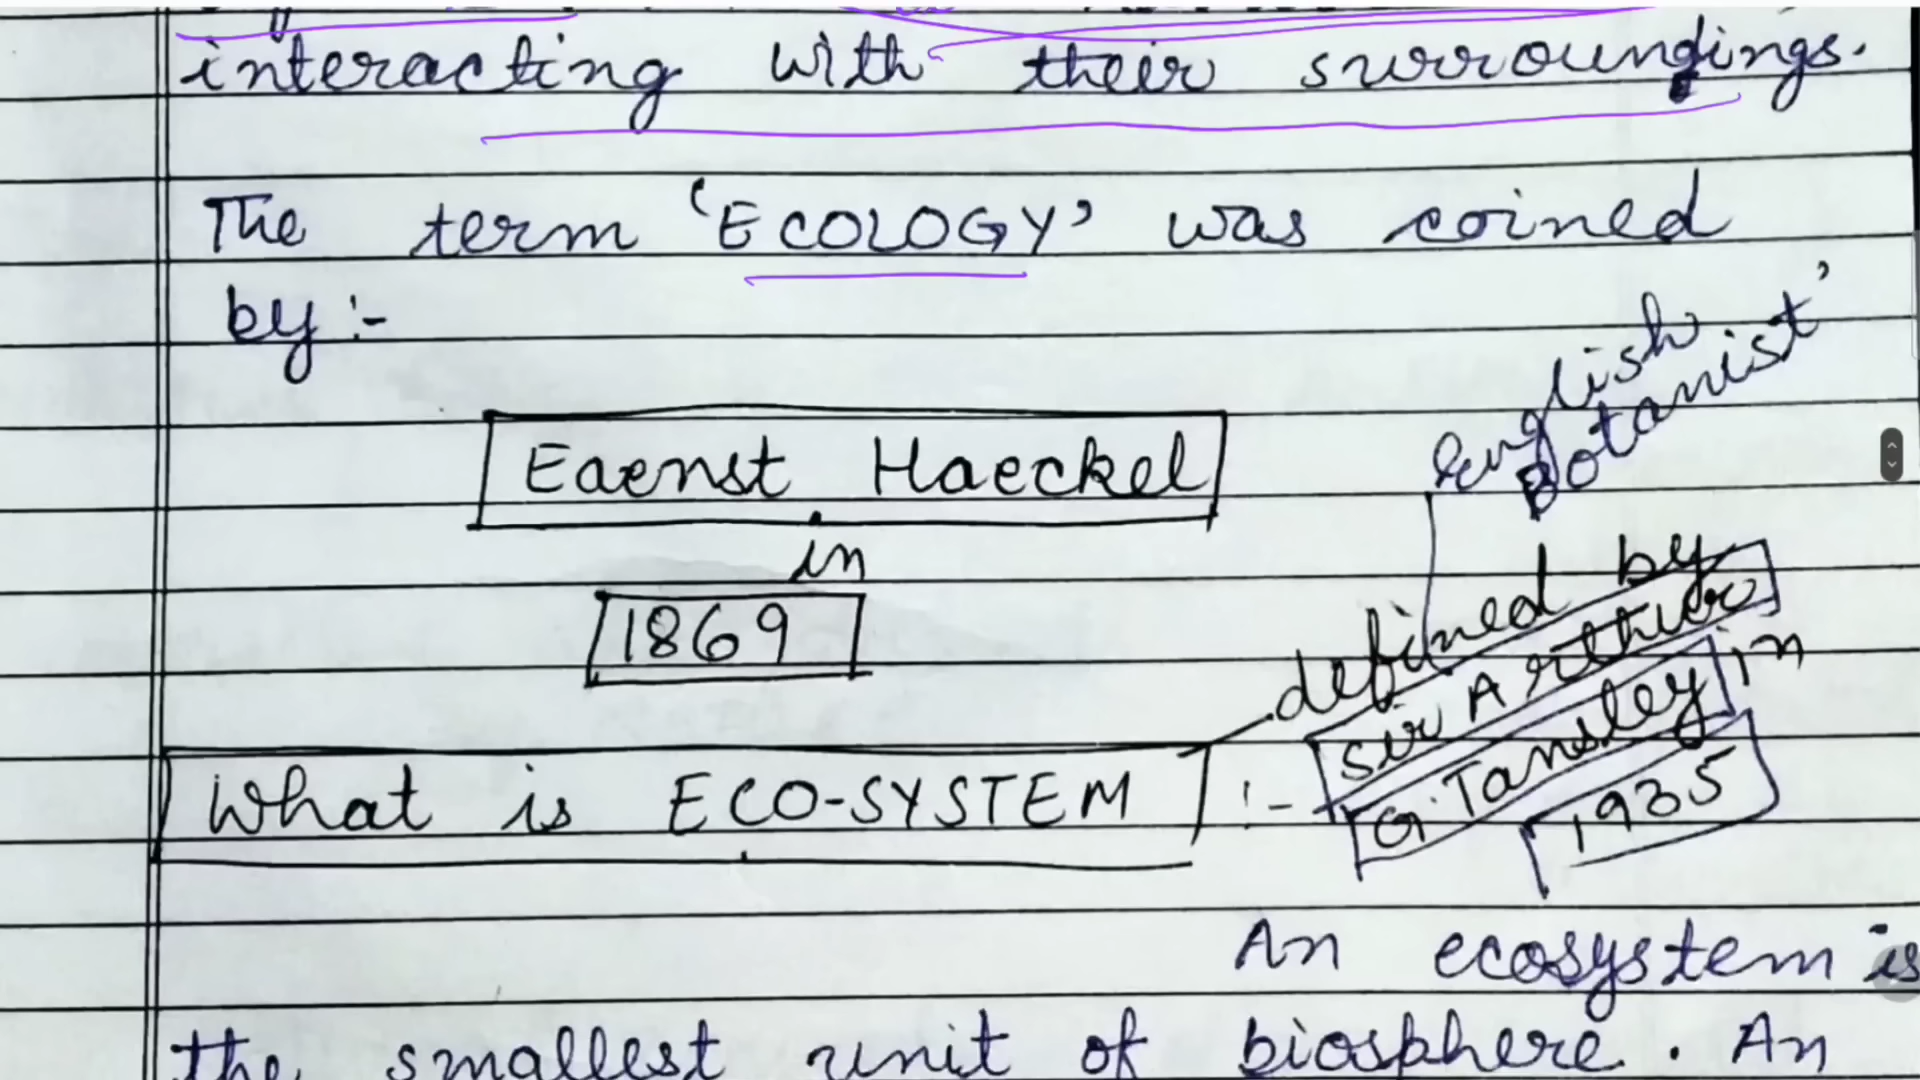 interacting with their surroundings.
The term 'ECOLOGY' was coined
by :-
Eaenst Haeckel
in
1869
English
Botanist'
defined by
Sir Arthur
G. Tansley in
1935
What is ECO-SYSTEM :-
An ecosystem is
the smallest unit of biosphere. An